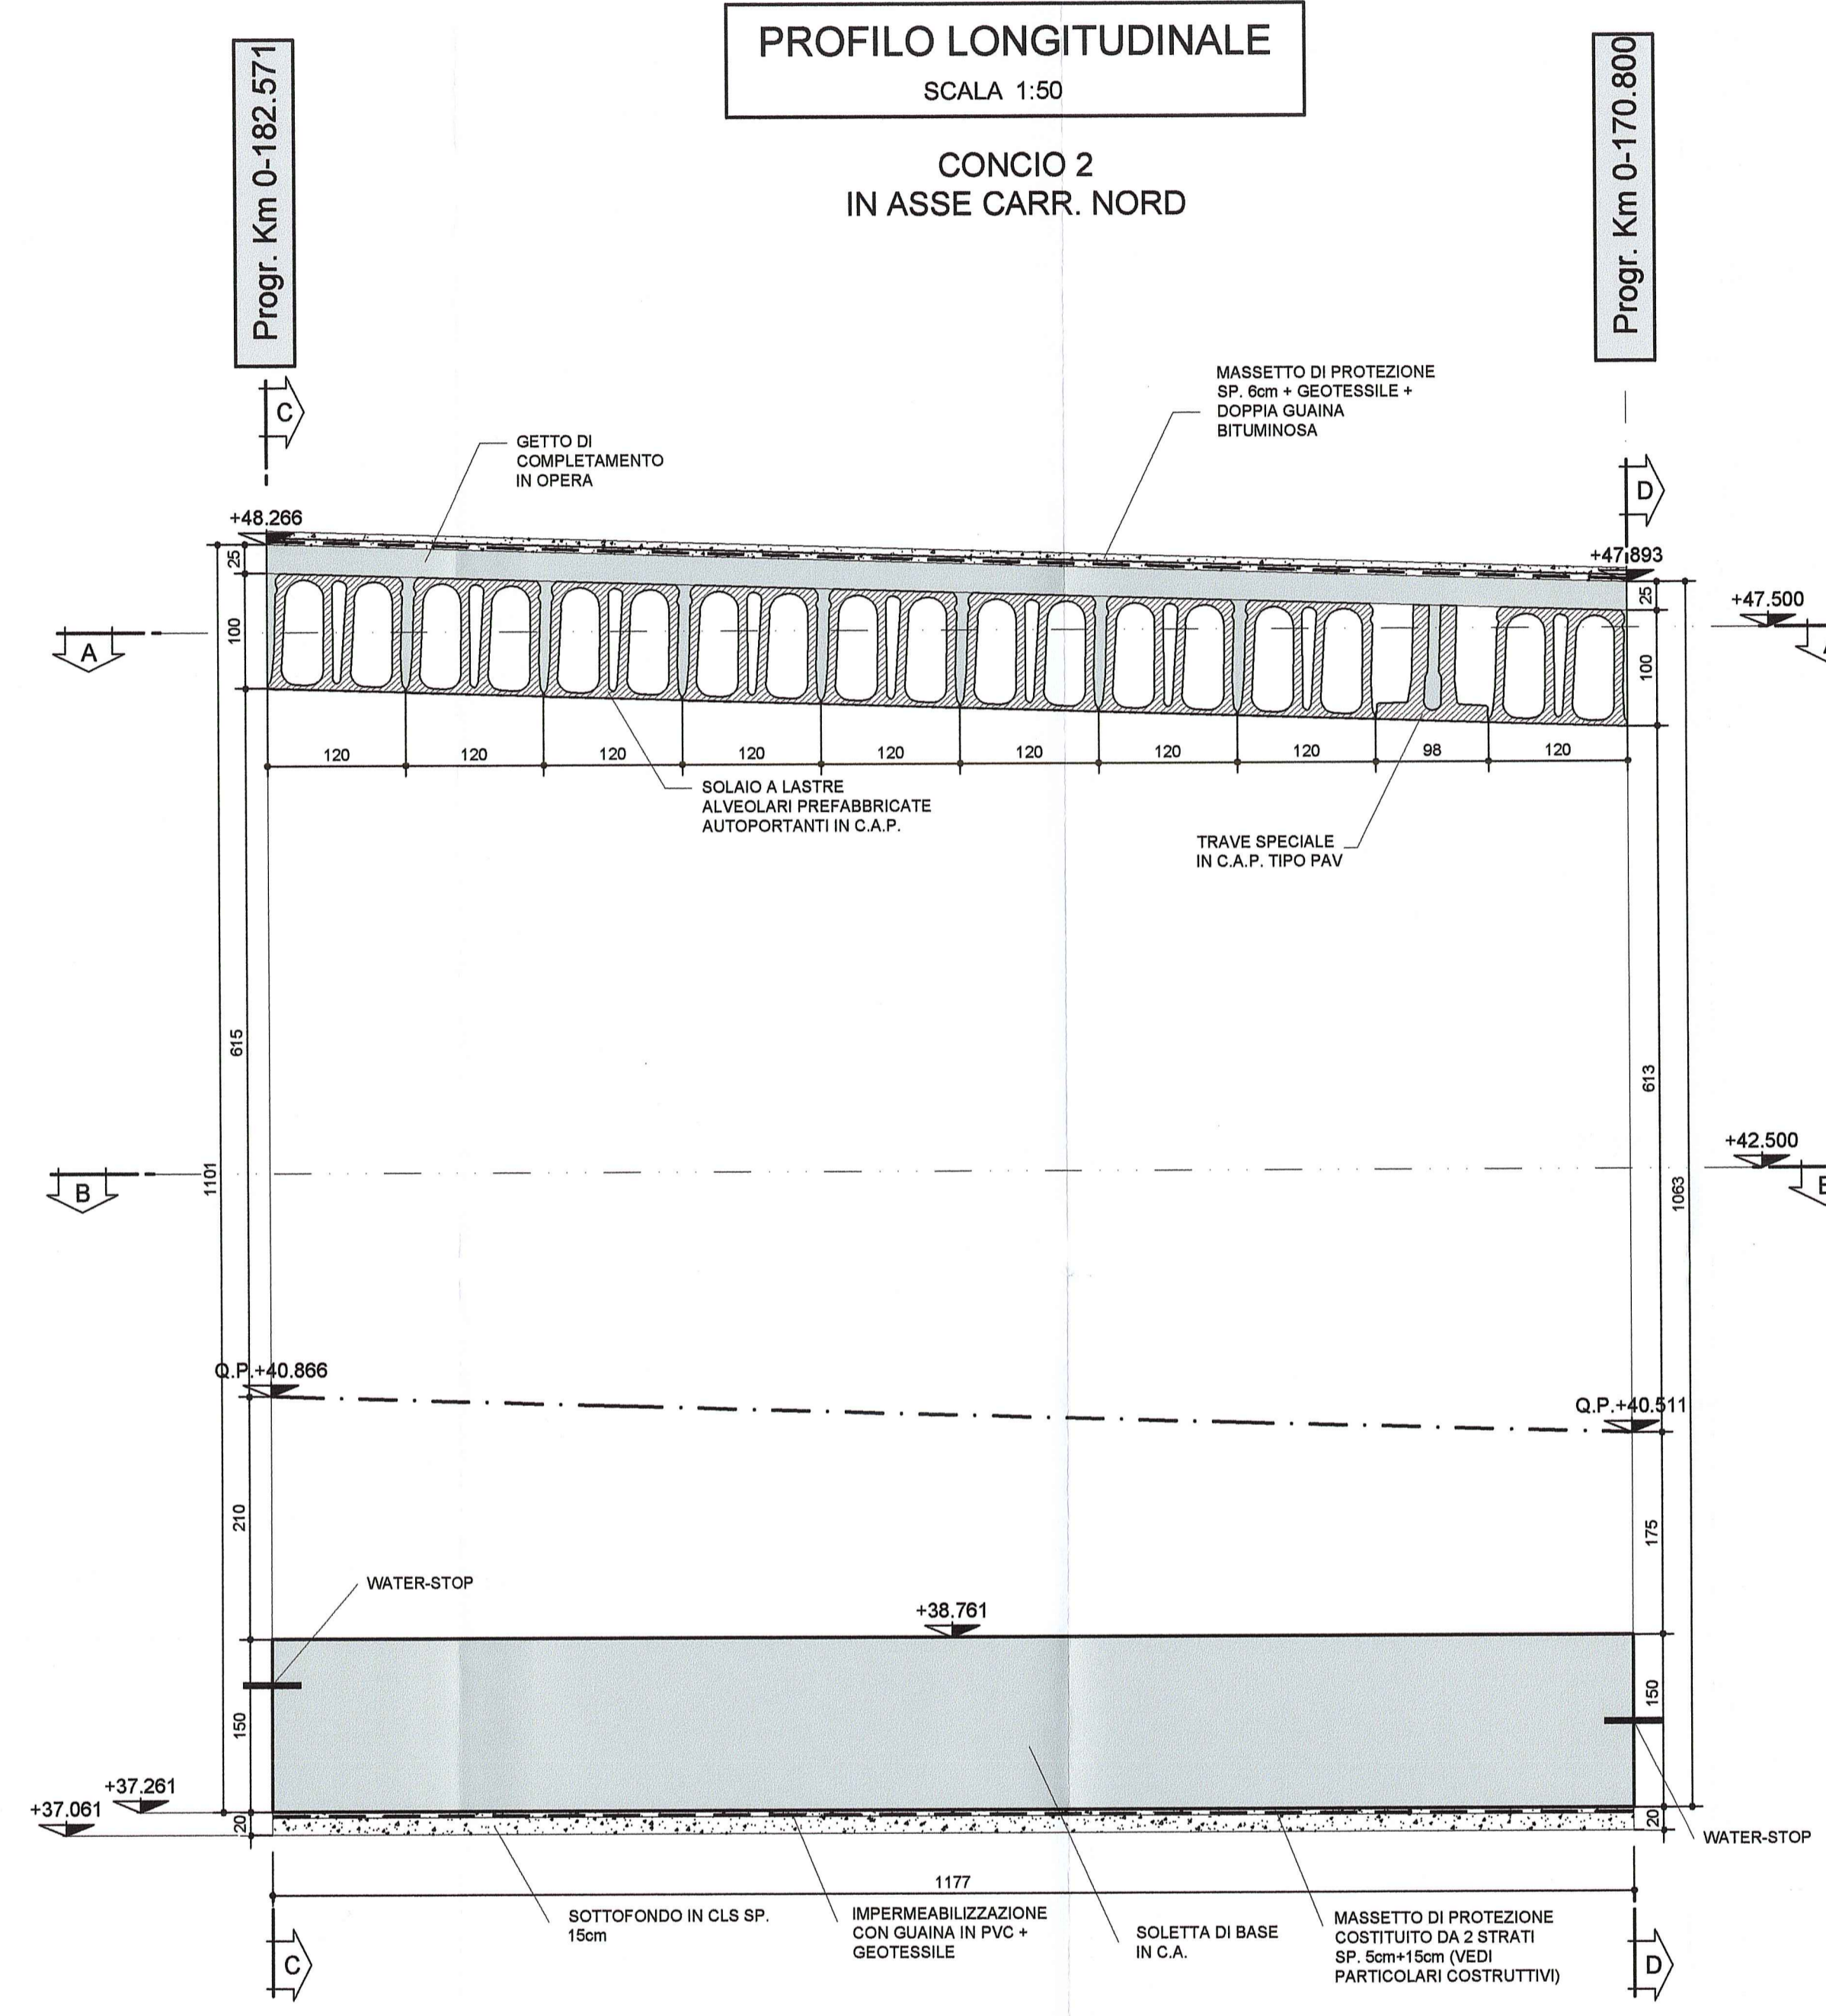 PROFILO LONGITUDINALE
SCALA 1:50
CONCIO 2
IN ASSE CARR. NORD
Progr. Km 0-182.571
Progr. Km 0-170.800
C
D
MASSETTO DI PROTEZIONE
SP. 6cm + GEOTESSILE +
DOPPIA GUAINA
BITUMINOSA
GETTO DI
COMPLETAMENTO
IN OPERA
+48.266
+47.893
25
25
+47.500
A
100
100
120
120
120
120
120
120
120
120
98
120
SOLAIO A LASTRE
ALVEOLARI PREFABBRICATE
AUTOPORTANTI IN C.A.P.
TRAVE SPECIALE
IN C.A.P. TIPO PAV
615
613
+42.500
B
1101
1063
Q.P.+40.866
Q.P.+40.511
210
175
WATER-STOP
+38.761
150
150
+37.261
+37.061
20
20
WATER-STOP
1177
SOTTOFONDO IN CLS SP.
15cm
IMPERMEABILIZZAZIONE
CON GUAINA IN PVC +
GEOTESSILE
SOLETTA DI BASE
IN C.A.
MASSETTO DI PROTEZIONE
COSTITUITO DA 2 STRATI
SP. 5cm+15cm (VEDI
PARTICOLARI COSTRUTTIVI)
C
D